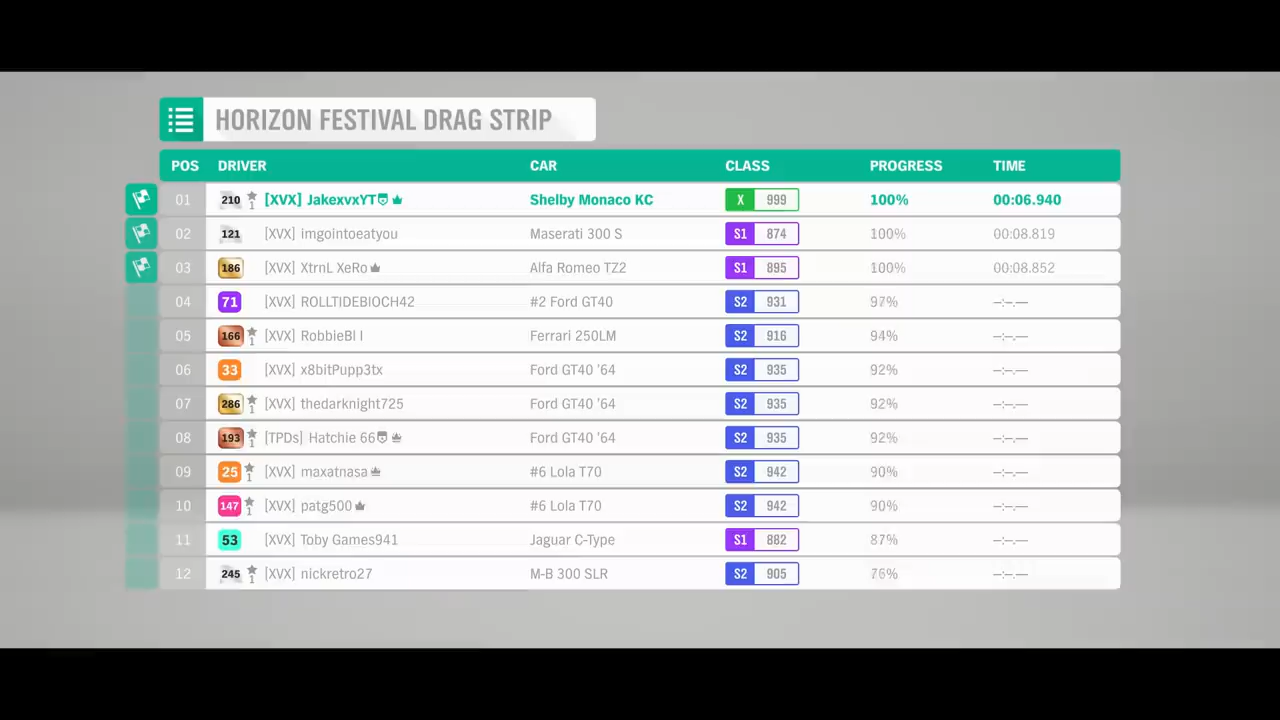 HORIZON FESTIVAL DRAG STRIP
POS DRIVER CAR CLASS PROGRESS TIME
01 210 1 [XVX] JakexvxYT Shelby Monaco KC X 999 100% 00:06.940
02 121 [XVX] imgointoeatyou Maserati 300 S S1 874 100% 00:08.819
03 186 [XVX] XtrnL XeRo Alfa Romeo TZ2 S1 895 100% 00:08.852
04 71 [XVX] ROLLTIDEBIOCH42 #2 Ford GT40 S2 931 97% --:--.---
05 166 1 [XVX] RobbieBl l Ferrari 250LM S2 916 94% --:--.---
06 33 [XVX] x8bitPupp3tx Ford GT40 '64 S2 935 92% --:--.---
07 286 1 [XVX] thedarknight725 Ford GT40 '64 S2 935 92% --:--.---
08 193 1 [TPDs] Hatchie 66 Ford GT40 '64 S2 935 92% --:--.---
09 25 1 [XVX] maxatnasa #6 Lola T70 S2 942 90% --:--.---
10 147 1 [XVX] patg500 #6 Lola T70 S2 942 90% --:--.---
11 53 [XVX] Toby Games941 Jaguar C-Type S1 882 87% --:--.---
12 245 1 [XVX] nickretro27 M-B 300 SLR S2 905 76% --:--.---